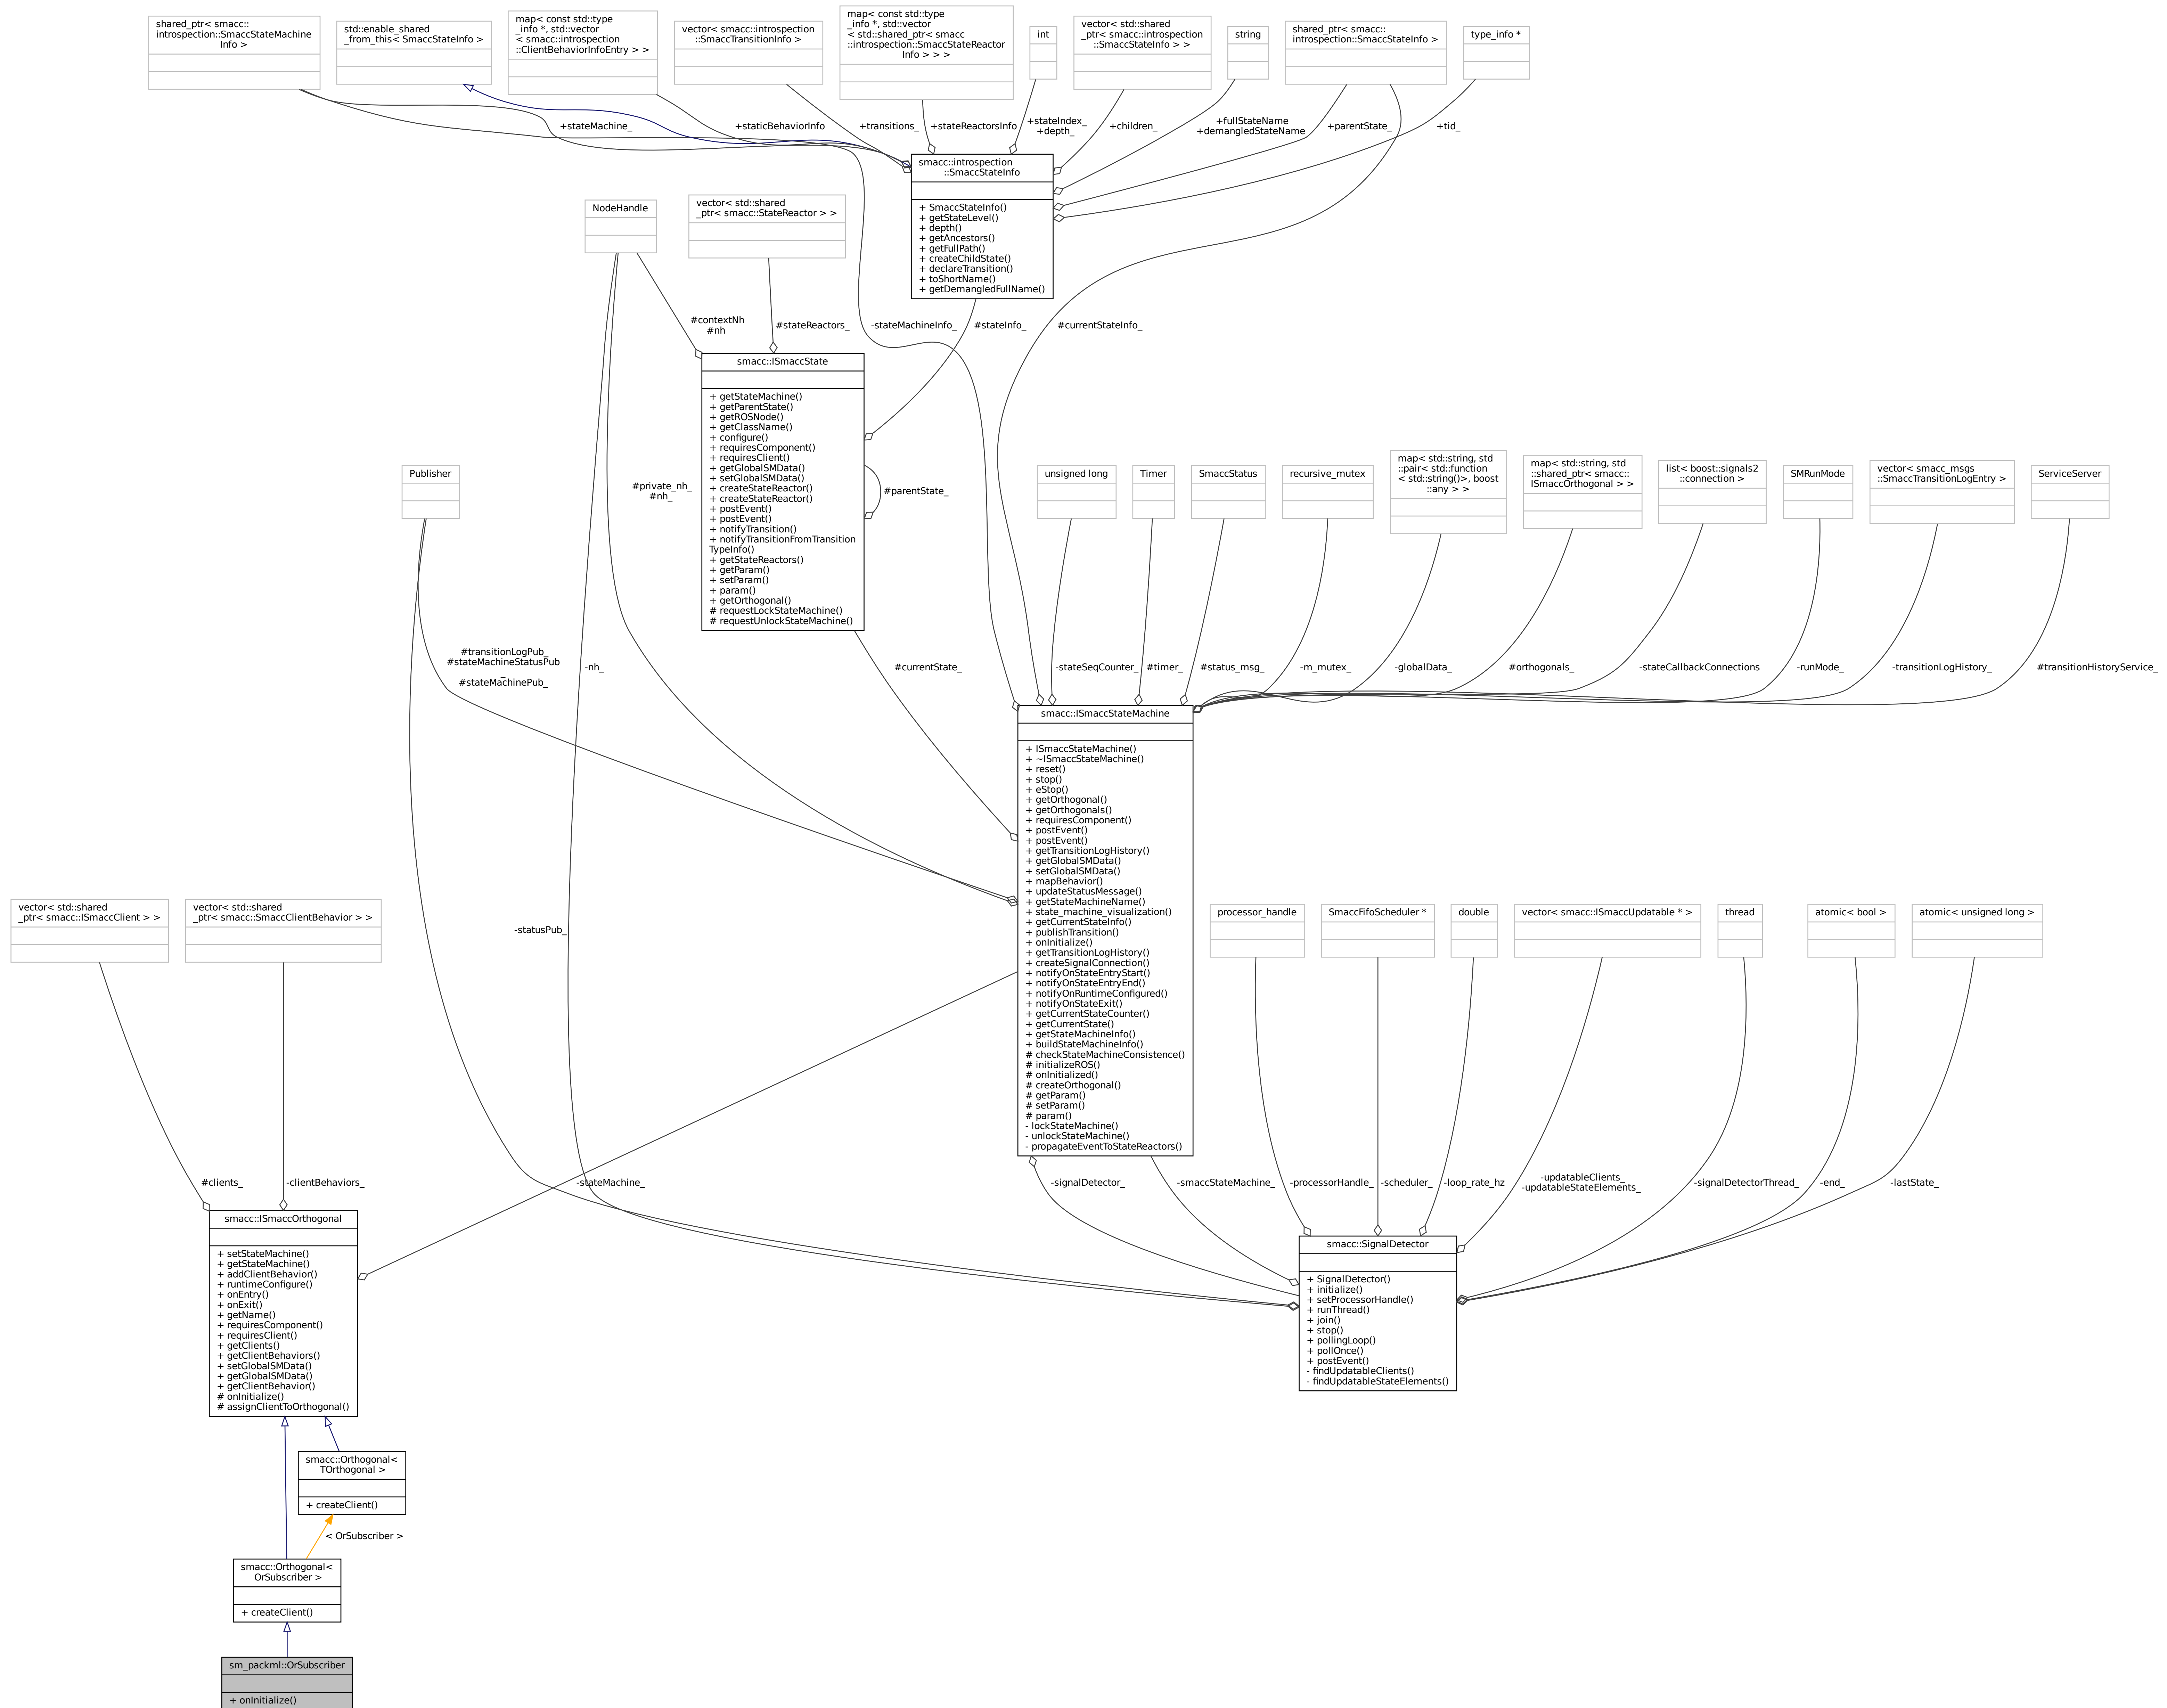 shared_ptr< smacc::
introspection::SmaccStateMachine
Info >
std::enable_shared
_from_this< SmaccStateInfo >
map< const std::type
_info *, std::vector
< smacc::introspection
::ClientBehaviorInfoEntry > >
vector< smacc::introspection
::SmaccTransitionInfo >
map< const std::type
_info *, std::vector
< std::shared_ptr< smacc
::introspection::SmaccStateReactor
Info > > >
int
vector< std::shared
_ptr< smacc::introspection
::SmaccStateInfo > >
string
shared_ptr< smacc::
introspection::SmaccStateInfo >
type_info *
+stateMachine_
+staticBehaviorInfo
+transitions_
+stateReactorsInfo
+stateIndex_
+depth_
+children_
+fullStateName
+demangledStateName
+parentState_
+tid_
smacc::introspection
::SmaccStateInfo
+ SmaccStateInfo()
+ getStateLevel()
+ depth()
+ getAncestors()
+ getFullPath()
+ createChildState()
+ declareTransition()
+ toShortName()
+ getDemangledFullName()
NodeHandle
vector< std::shared
_ptr< smacc::StateReactor > >
#contextNh
#nh
#stateReactors_
-stateMachineInfo_
#stateInfo_
#currentStateInfo_
smacc::ISmaccState
+ getStateMachine()
+ getParentState()
+ getROSNode()
+ getClassName()
+ configure()
+ requiresComponent()
+ requiresClient()
+ getGlobalSMData()
+ setGlobalSMData()
+ createStateReactor()
+ createStateReactor()
+ postEvent()
+ postEvent()
+ notifyTransition()
+ notifyTransitionFromTransition
TypeInfo()
+ getStateReactors()
+ getParam()
+ setParam()
+ param()
+ getOrthogonal()
# requestLockStateMachine()
# requestUnlockStateMachine()
#parentState_
Publisher
#private_nh_
#nh_
unsigned long
Timer
SmaccStatus
recursive_mutex
map< std::string, std
::pair< std::function
< std::string()>, boost
::any > >
map< std::string, std
::shared_ptr< smacc::
ISmaccOrthogonal > >
list< boost::signals2
::connection >
SMRunMode
vector< smacc_msgs
::SmaccTransitionLogEntry >
ServiceServer
#transitionLogPub_
#stateMachineStatusPub
_
#stateMachinePub_
-nh_
#currentState_
-stateSeqCounter_
#timer_
#status_msg_
-m_mutex_
-globalData_
#orthogonals_
-stateCallbackConnections
-runMode_
-transitionLogHistory_
#transitionHistoryService_
smacc::ISmaccStateMachine
+ ISmaccStateMachine()
+ ~ISmaccStateMachine()
+ reset()
+ stop()
+ eStop()
+ getOrthogonal()
+ getOrthogonals()
+ requiresComponent()
+ postEvent()
+ postEvent()
+ getTransitionLogHistory()
+ getGlobalSMData()
+ setGlobalSMData()
+ mapBehavior()
+ updateStatusMessage()
+ getStateMachineName()
+ state_machine_visualization()
+ getCurrentStateInfo()
+ publishTransition()
+ onInitialize()
+ getTransitionLogHistory()
+ createSignalConnection()
+ notifyOnStateEntryStart()
+ notifyOnStateEntryEnd()
+ notifyOnRuntimeConfigured()
+ notifyOnStateExit()
+ getCurrentStateCounter()
+ getCurrentState()
+ getStateMachineInfo()
+ buildStateMachineInfo()
# checkStateMachineConsistence()
# initializeROS()
# onInitialized()
# createOrthogonal()
# getParam()
# setParam()
# param()
- lockStateMachine()
- unlockStateMachine()
- propagateEventToStateReactors()
vector< std::shared
_ptr< smacc::ISmaccClient > >
vector< std::shared
_ptr< smacc::SmaccClientBehavior > >
-statusPub_
processor_handle
SmaccFifoScheduler *
double
vector< smacc::ISmaccUpdatable * >
thread
atomic< bool >
atomic< unsigned long >
#clients_
-clientBehaviors_
-stateMachine_
-signalDetector_
-smaccStateMachine_
-processorHandle_
-scheduler_
-loop_rate_hz
-updatableClients_
-updatableStateElements_
-signalDetectorThread_
-end_
-lastState_
smacc::ISmaccOrthogonal
+ setStateMachine()
+ getStateMachine()
+ addClientBehavior()
+ runtimeConfigure()
+ onEntry()
+ onExit()
+ getName()
+ requiresComponent()
+ requiresClient()
+ getClients()
+ getClientBehaviors()
+ setGlobalSMData()
+ getGlobalSMData()
+ getClientBehavior()
# onInitialize()
# assignClientToOrthogonal()
smacc::SignalDetector
+ SignalDetector()
+ initialize()
+ setProcessorHandle()
+ runThread()
+ join()
+ stop()
+ pollingLoop()
+ pollOnce()
+ postEvent()
- findUpdatableClients()
- findUpdatableStateElements()
smacc::Orthogonal<
TOrthogonal >
+ createClient()
< OrSubscriber >
smacc::Orthogonal<
OrSubscriber >
+ createClient()
sm_packml::OrSubscriber
+ onInitialize()